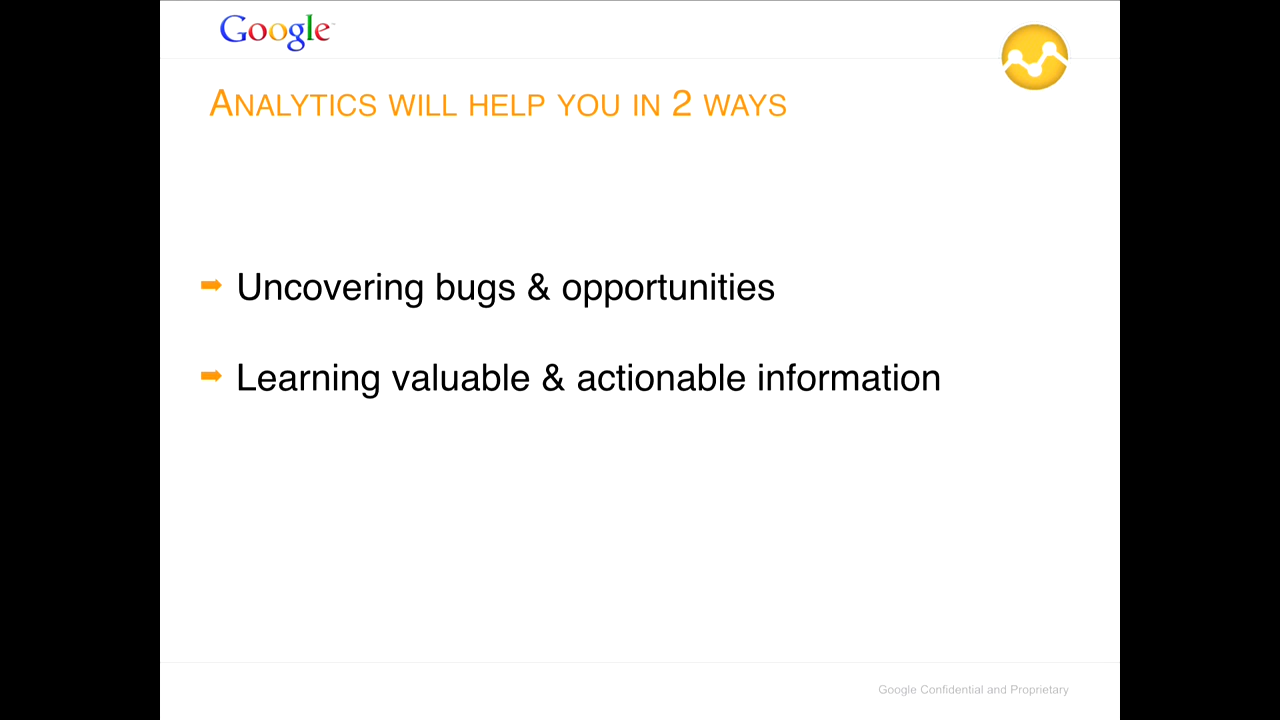 Google
ANALYTICS WILL HELP YOU IN 2 WAYS
➡ Uncovering bugs & opportunities
➡ Learning valuable & actionable information
Google Confidential and Proprietary